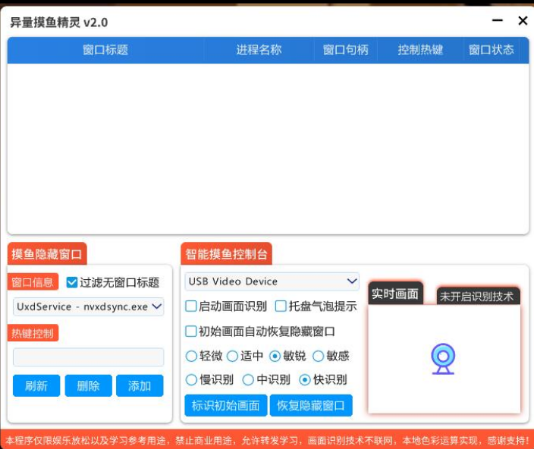 异量摸鱼精灵 v2.0
窗口标题 进程名称 窗口句柄 控制热键 窗口状态
摸鱼隐藏窗口
窗口信息 过滤无窗口标题
UxdService - nvxdsync.exe
热键控制
刷新 删除 添加
智能摸鱼控制台
USB Video Device
启动画面识别 托盘气泡提示
初始画面自动恢复隐藏窗口
轻微 适中 敏锐 敏感
慢识别 中识别 快识别
标识初始画面 恢复隐藏窗口
实时画面 未开启识别技术
本程序仅限娱乐放松以及学习参考用途，禁止商业用途，允许转发学习，画面识别技术不联网，本地色彩运算实现，感谢支持！